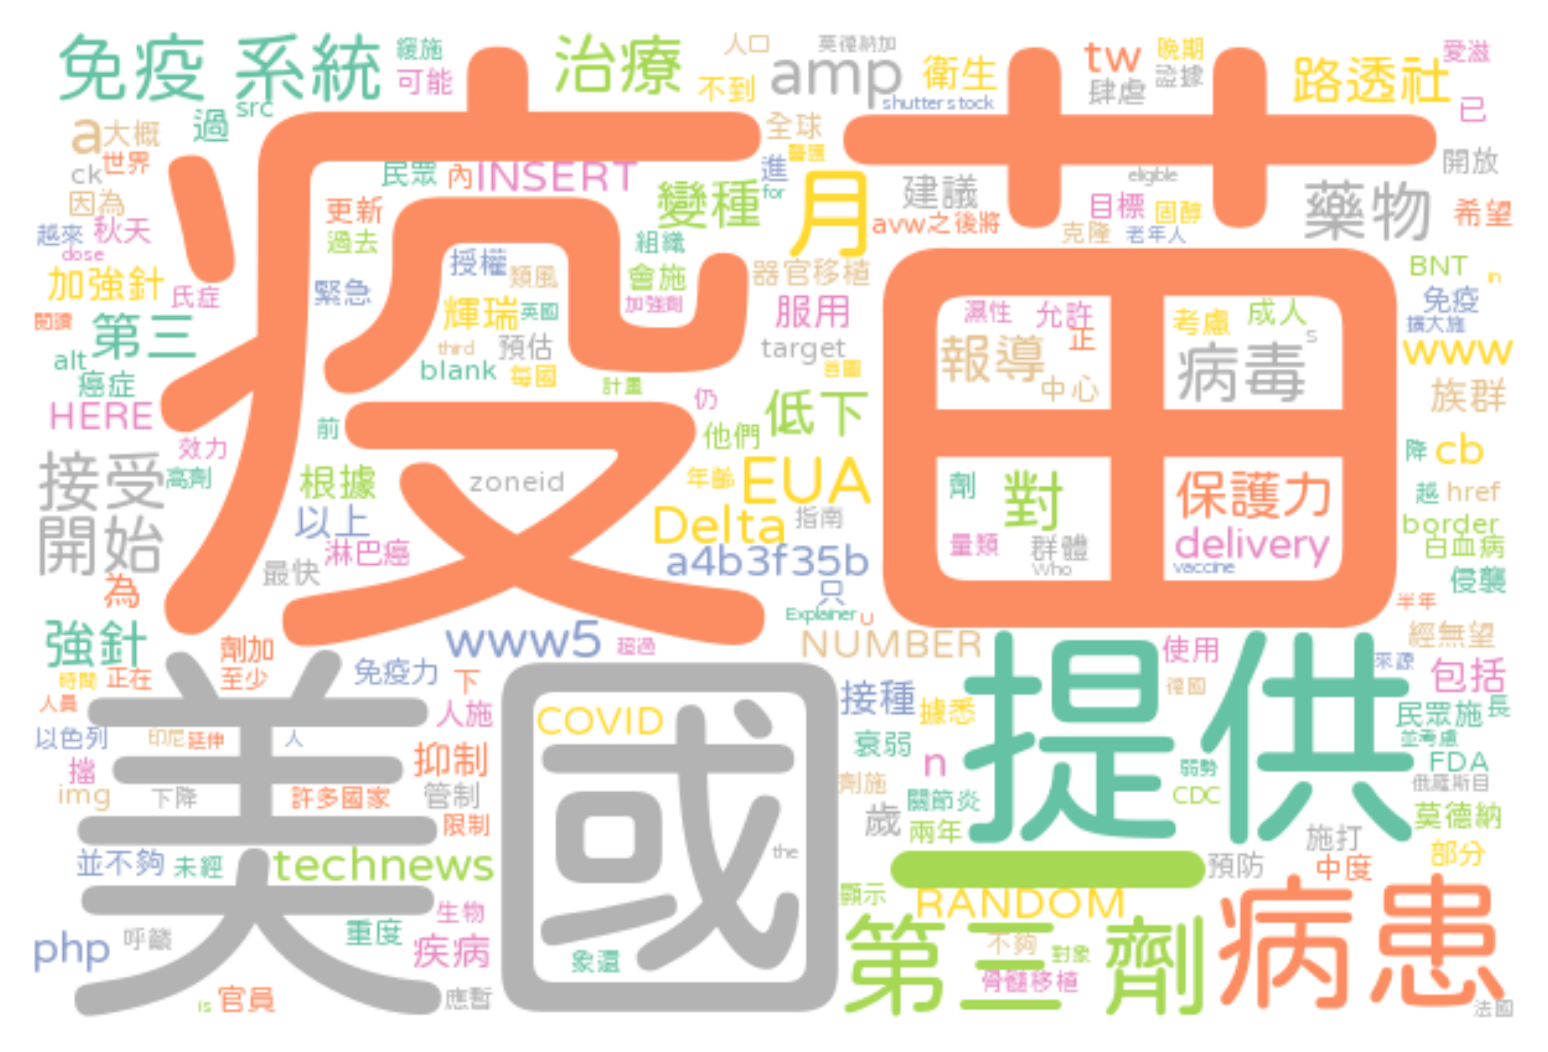 免疫 系統
緩施
可能
治療
人口
不到
英德納加
amp
衛生
shutterstock
tw
肆虐
晚期
證據
路透社
愛滋
已
src
a
大概
過
世界
ck
因為
越來
秋天
dose
加強針
氏症
閱讀
第三
alt
癌症
HERE
效力
接受
高劑
開始
為
疫苗
民眾
內
INSERT
更新
過去
變種
全球
醫藥
進
for
月
建議
avw之後將
eligible
目標
固醇
克隆
老年人
藥物
開放
希望
緊急
授權
類風
組織
會施
加強劑
器官移植
輝瑞
英國
third
預估
blank
每國
計畫
服用
target
首圖
BNT
in
免疫
擴大施
www
族群
濕性
允許
正
報導
中心
考慮
成人
s
病毒
前
仍
他們
低下
根據
zoneid
年齡
EUA
以上
Delta
指南
淋巴癌
最快
a4b3f35b
只
Explainer
u
劑
對
量類
群體
Who
保護力
delivery
vaccine
降
cb
越
href
border
白血病
侵襲
半年
經無望
強針
劑加
至少
時間
正在
人員
www5
超過
免疫力
下
NUMBER
使用
德國
來源
包括
美國
提供
以色列
印尼
延伸
人
人施
COVID
接種
據悉
衰弱
n
民眾施
長
並考慮
擋
img
下降
許多國家
抑制
管制
限制
劑施
關節炎
歲
兩年
弱勢
CDC
FDA
俄羅斯目
莫德納
並不夠
未經
technews
the
一
預防
施打
中度
部分
顯示
RANDOM
php
呼籲
重度
生物
疾病
象還
第三劑
不夠
對象
骨髓移植
病患
is
官員
應暫
法國